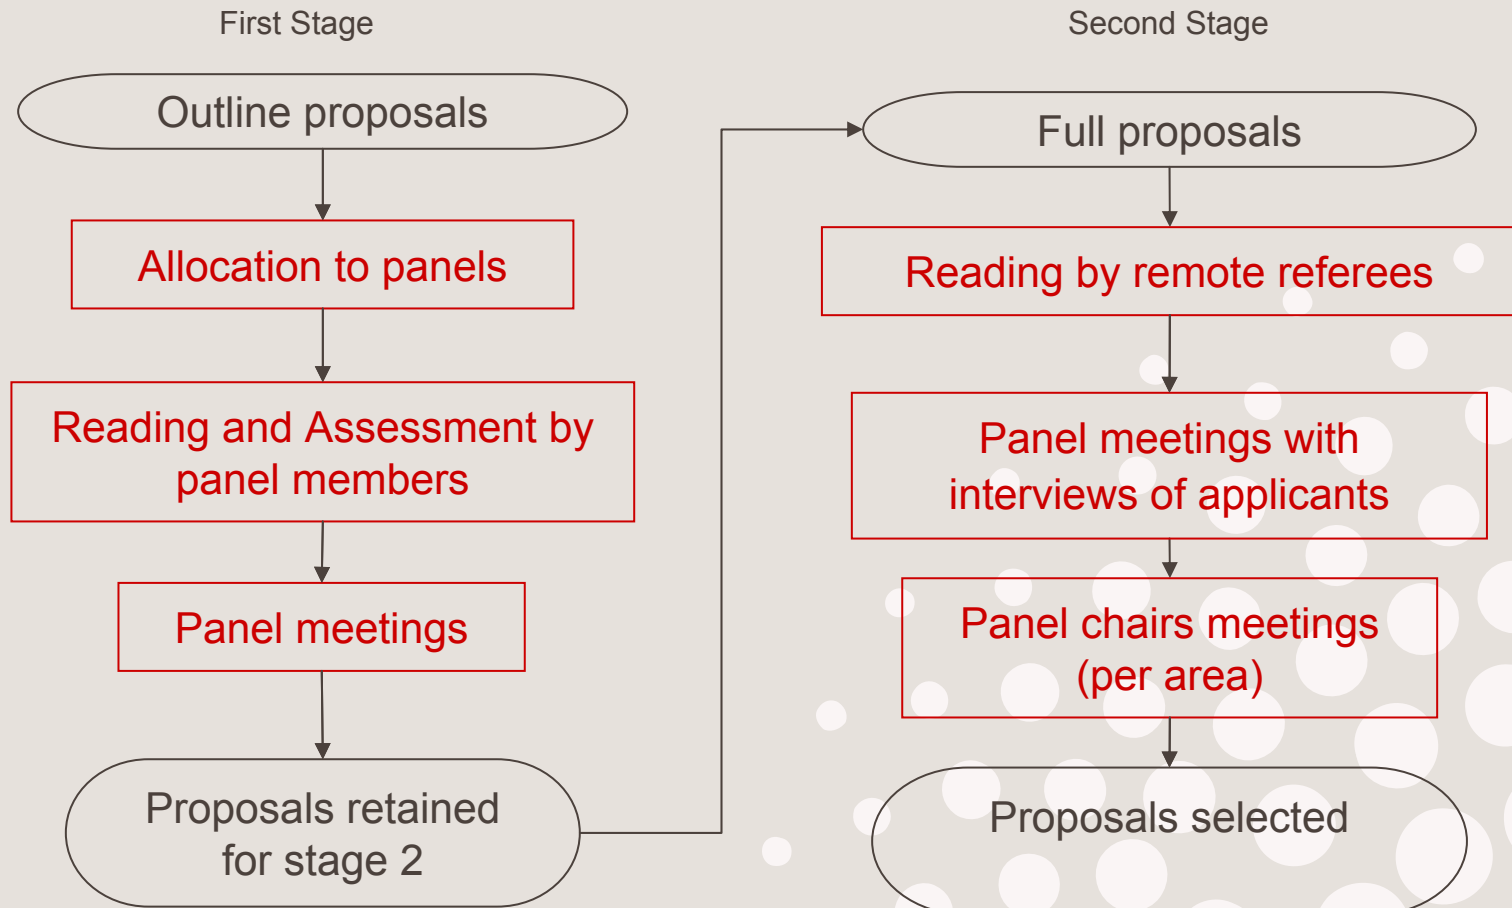 First Stage
Outline proposals
Allocation to panels
Reading and Assessment by
panel members
Panel meetings
Proposals retained
for stage 2
Second Stage
Full proposals
Reading by remote referees
Panel meetings with
interviews of applicants
Panel chairs meetings
(per area)
Proposals selected